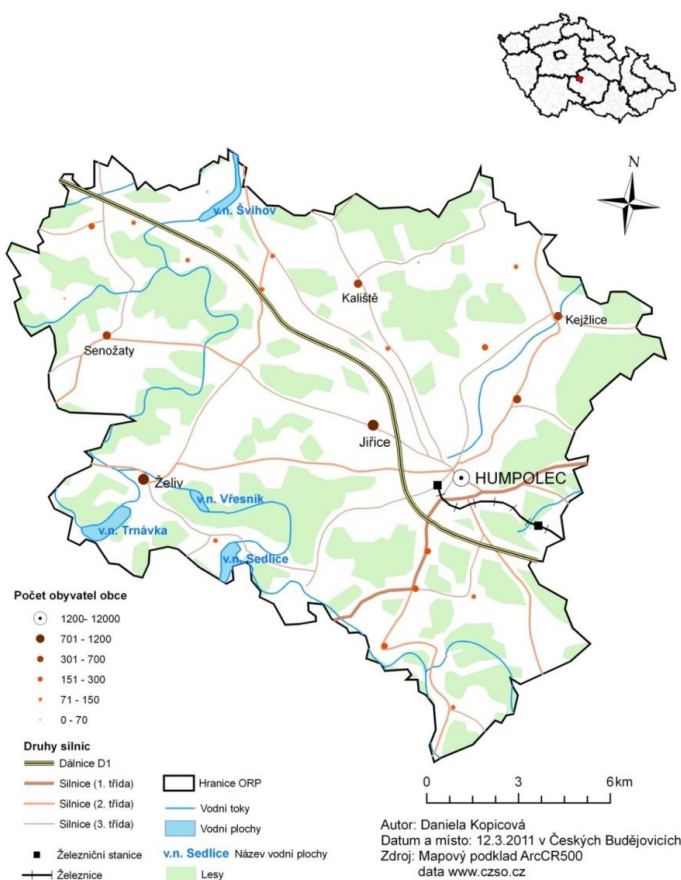 N
v.n. Švihov
Kaliště
Kejžlice
Senožaty
Jiřice
HUMPOLEC
Želiv
v.n. Vřesník
v.n. Trnávka
v.n. Sedlice
Počet obyvatel obce
1200- 12000
701 - 1200
301 - 700
151 - 300
71 - 150
0 - 70
Druhy silnic
Dálnice D1
Silnice (1. třída)
Silnice (2. třída)
Silnice (3. třída)
Železniční stanice
Železnice
Hranice ORP
Vodní toky
Vodní plochy
v.n. Sedlice Název vodní plochy
Lesy
0 3 6 km
Autor: Daniela Kopicová
Datum a místo: 12.3.2011 v Českých Budějovicích
Zdroj: Mapový podklad ArcCR500
data www.czso.cz